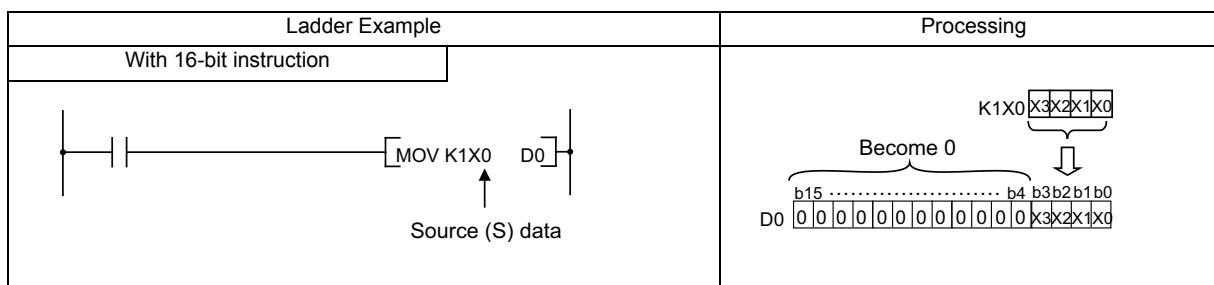 Ladder Example
Processing
With 16-bit instruction
MOV K1X0 D0
Source (S) data
K1X0 X3 X2 X1 X0
Become 0
b15 ······················ b4 b3 b2 b1 b0
D0 0 0 0 0 0 0 0 0 0 0 0 0 X3 X2 X1 X0